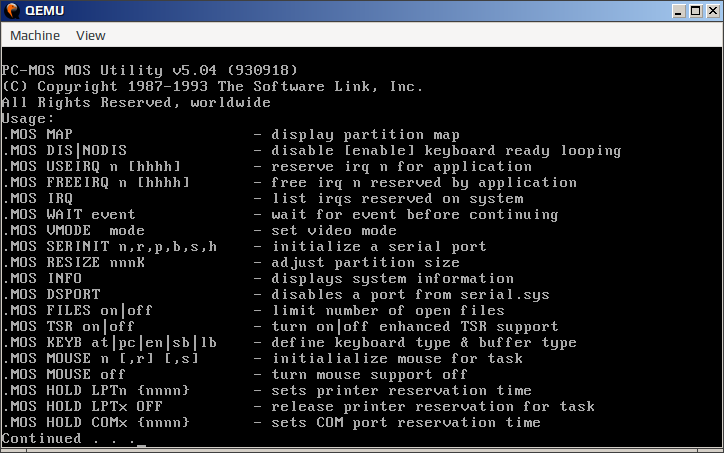 QEMU
Machine View
PC-MOS MOS Utility v5.04 (930918)
(C) Copyright 1987-1993 The Software Link, Inc.
All Rights Reserved, worldwide
Usage:
.MOS MAP - display partition map
.MOS DIS|NODIS - disable [enable] keyboard ready looping
.MOS USEIRQ n [hhhh] - reserve irq n for application
.MOS FREEIRQ n [hhhh] - free irq n reserved by application
.MOS IRQ - list irqs reserved on system
.MOS WAIT event - wait for event before continuing
.MOS VMODE mode - set video mode
.MOS SERINIT n,r,p,b,s,h - initialize a serial port
.MOS RESIZE nnnK - adjust partition size
.MOS INFO - displays system information
.MOS DSPORT - disables a port from serial.sys
.MOS FILES on|off - limit number of open files
.MOS TSR on|off - turn on|off enhanced TSR support
.MOS KEYB at|pc|en|sb|lb - define keyboard type & buffer type
.MOS MOUSE n [,r] [,s] - initialialize mouse for task
.MOS MOUSE off - turn mouse support off
.MOS HOLD LPTn {nnnn} - sets printer reservation time
.MOS HOLD LPTx OFF - release printer reservation for task
.MOS HOLD COMx {nnnn} - sets COM port reservation time
Continued . . ._